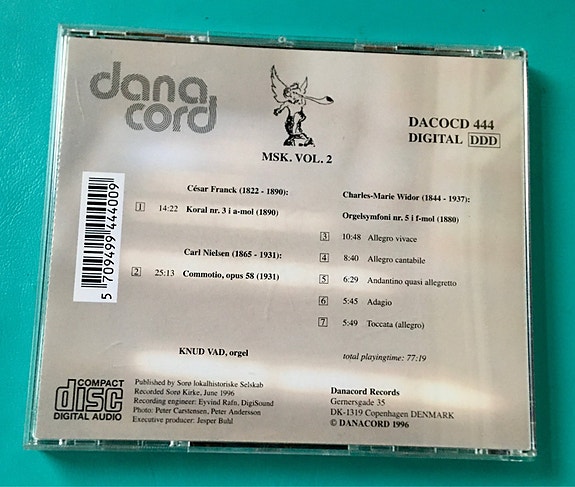 dana
cord
MSK. VOL. 2
DACOCD 444
DIGITAL DDD
5 709499 444009
César Franck (1822 - 1890):
1 14:22 Koral nr. 3 i a-mol (1890)
Carl Nielsen (1865 - 1931):
2 25:13 Commotio, opus 58 (1931)
Charles-Marie Widor (1844 - 1937):
Orgelsymfoni nr. 5 i f-mol (1880)
3 10:48 Allegro vivace
4 8:40 Allegro cantabile
5 6:29 Andantino quasi allegretto
6 5:45 Adagio
7 5:49 Toccata (allegro)
KNUD VAD, orgel
total playingtime: 77:19
COMPACT
disc
DIGITAL AUDIO
Published by Sorø lokalhistoriske Selskab
Recorded Sorø Kirke, June 1996
Recording engineer: Eyvind Rafn, DigiSound
Photo: Peter Carstensen, Peter Andersson
Executive producer: Jesper Buhl
Danacord Records
Gernersgade 35
DK-1319 Copenhagen DENMARK
© DANACORD 1996